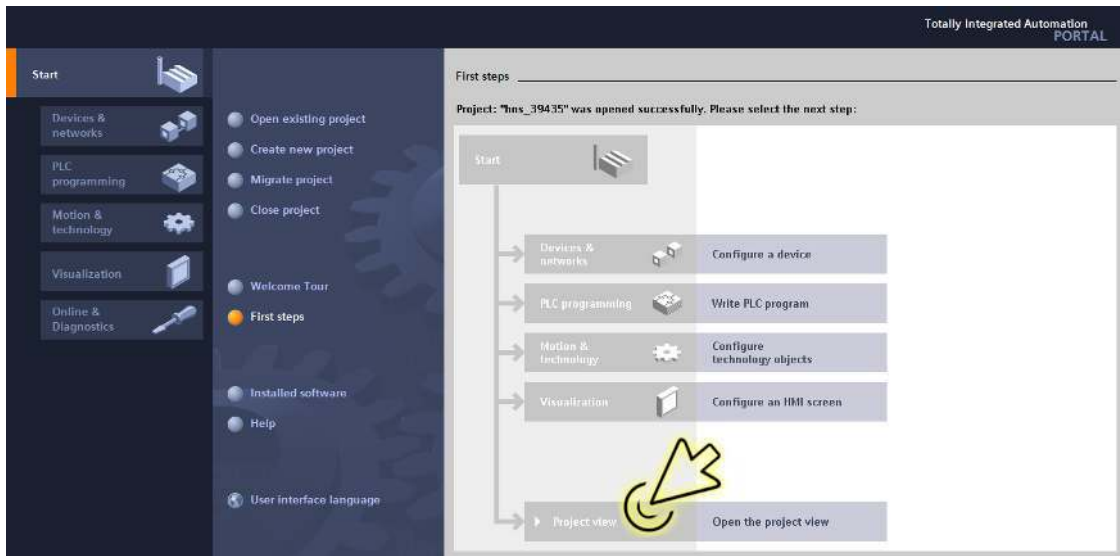 Totally Integrated Automation
PORTAL
Start
Devices &
networks
PLC
programming
Motion &
technology
Visualization
Online &
Diagnostics
Open existing project
Create new project
Migrate project
Close project
Welcome Tour
First steps
Installed software
Help
User interface language
First steps
Project: "hns_39435" was opened successfully. Please select the next step:
Start
Devices &
networks
Configure a device
PLC programming
Write PLC program
Motion &
technology
Configure
technology objects
Visualization
Configure an HMI screen
Project view
Open the project view